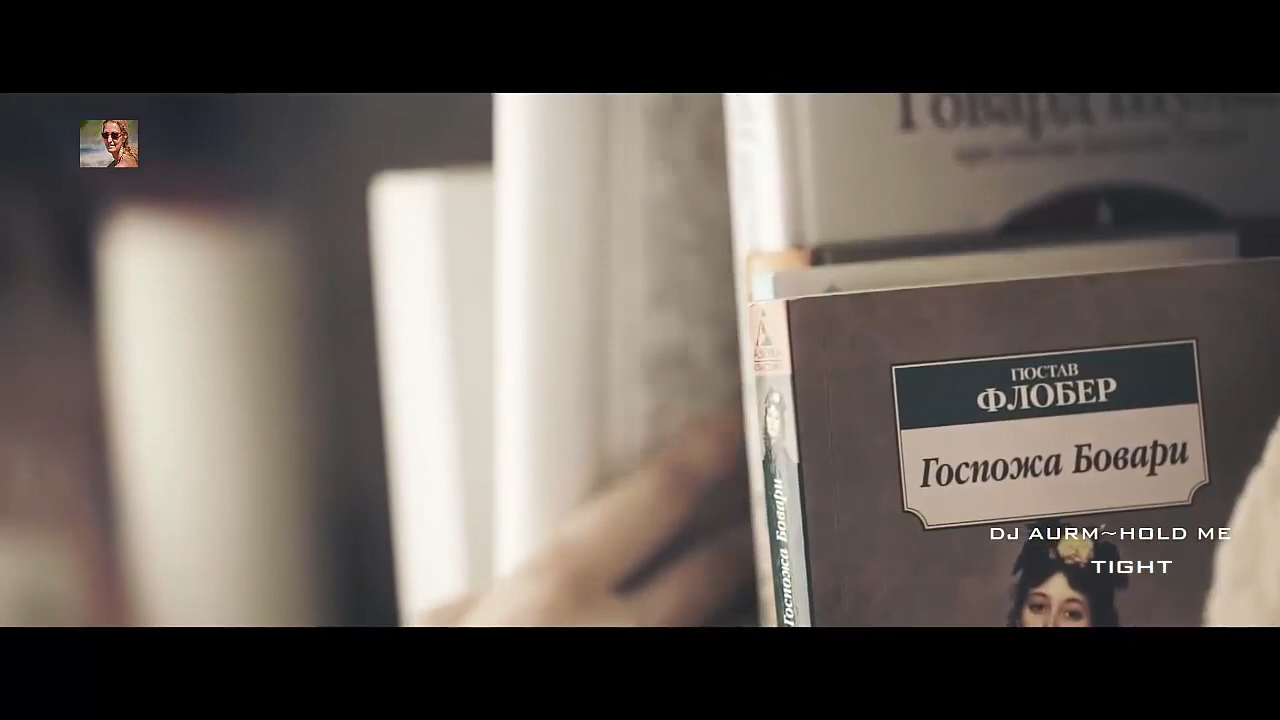 ГЮСТАВ
ФЛОБЕР
Госпожа Бовари
Госпожа Бовари
DJ AURM~HOLD ME
TIGHT